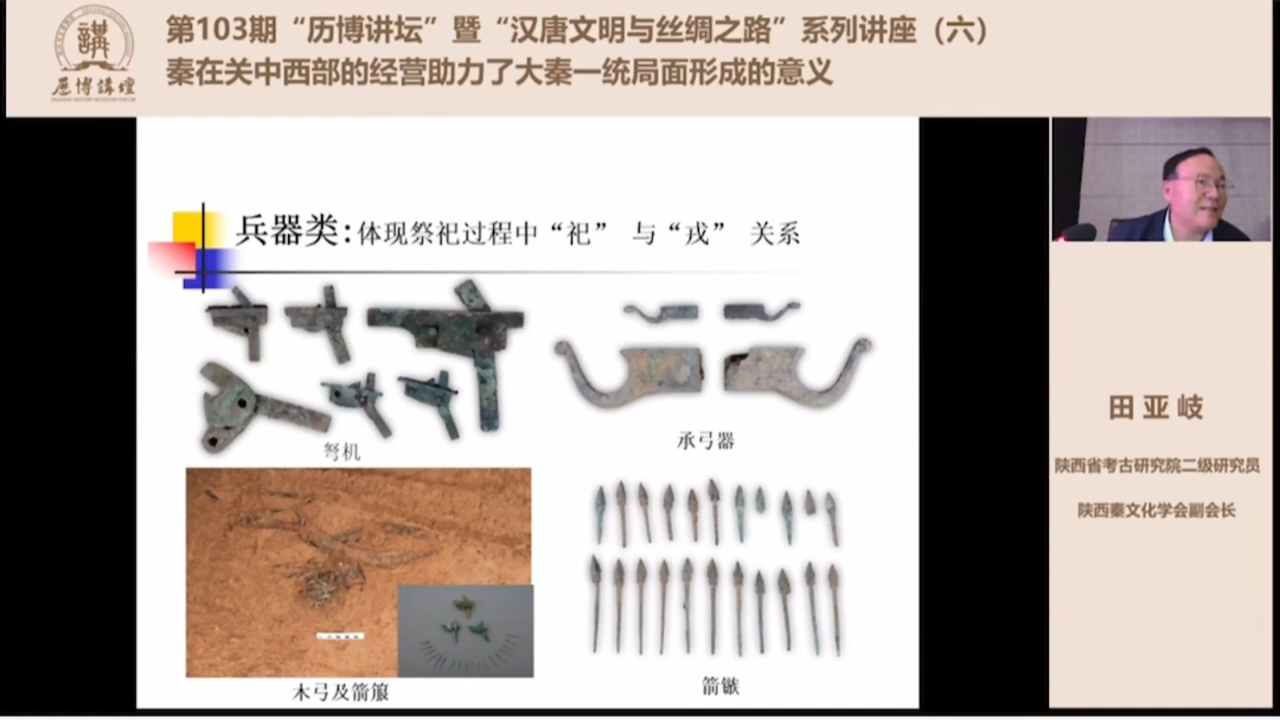 第103期“历博讲坛”暨“汉唐文明与丝绸之路”系列讲座（六）
秦在关中西部的经营助力了大秦一统局面形成的意义
講
历博講壇
兵器类:体现祭祀过程中“祀” 与“戎” 关系
弩机
承弓器
木弓及箭箙
箭镞
田亚岐
陕西省考古研究院二级研究员
陕西秦文化学会副会长